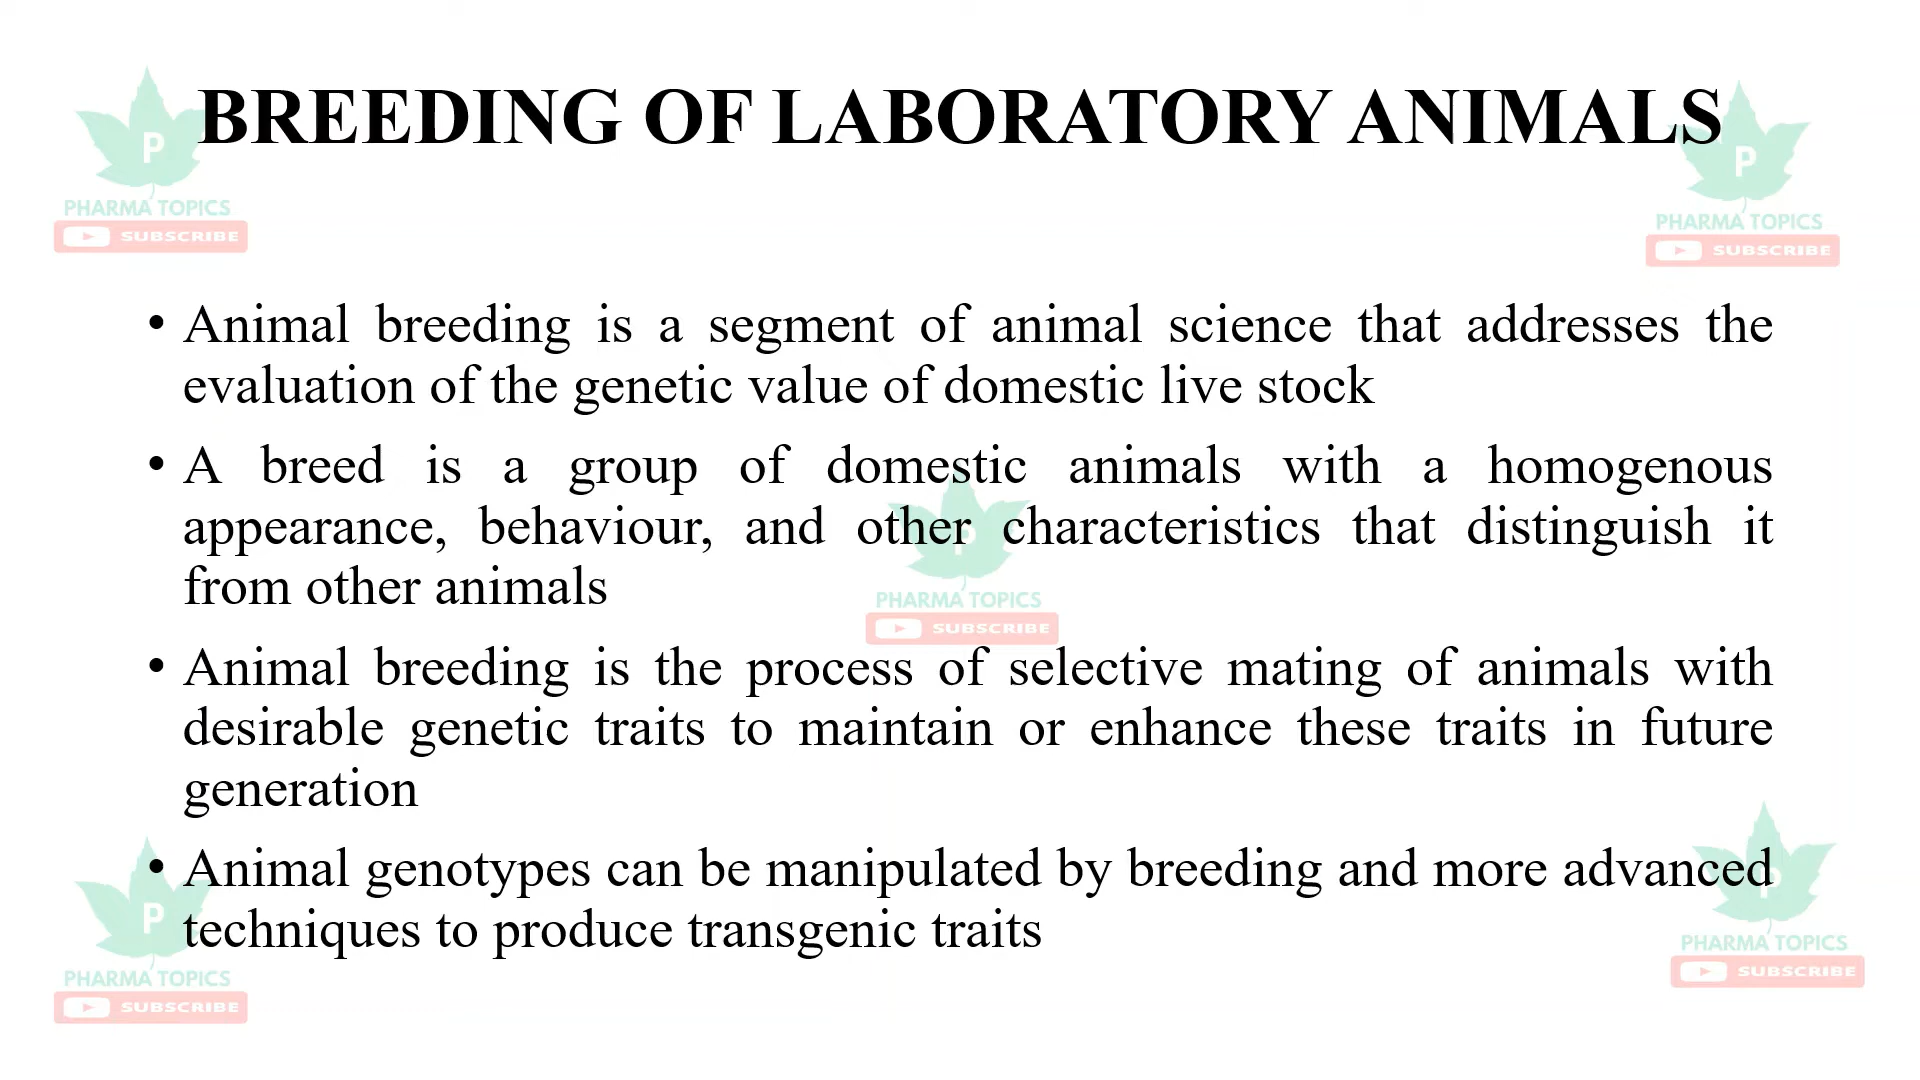 BREEDING OF LABORATORY ANIMALS
P
PHARMA TOPICS
SUBSCRIBE
P
PHARMA TOPICS
SUBSCRIBE
• Animal breeding is a segment of animal science that addresses the
evaluation of the genetic value of domestic live stock
• A breed is a group of domestic animals with a homogenous
appearance, behaviour, and other characteristics that distinguish it
from other animals
P
PHARMA TOPICS
SUBSCRIBE
• Animal breeding is the process of selective mating of animals with
desirable genetic traits to maintain or enhance these traits in future
generation
• Animal genotypes can be manipulated by breeding and more advanced
techniques to produce transgenic traits
P
PHARMA TOPICS
SUBSCRIBE
P
PHARMA TOPICS
SUBSCRIBE